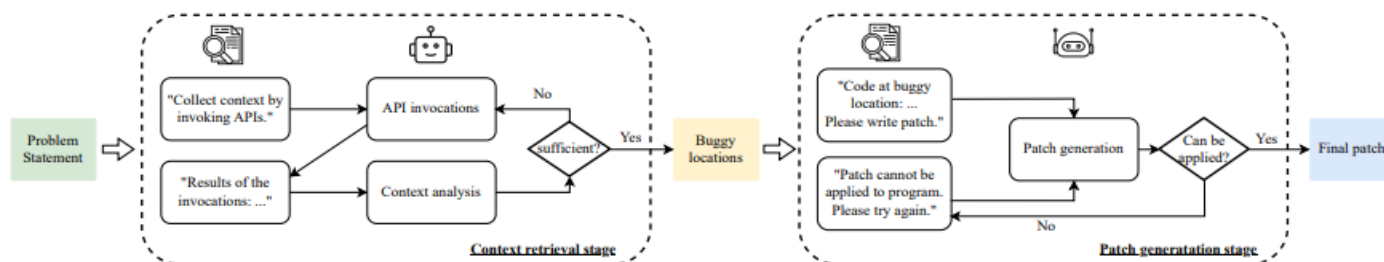 Problem
Statement
"Collect context by
invoking APIs."
API invocations
"Results of the
invocations: ..."
Context analysis
No
sufficient?
Yes
Context retrieval stage
Buggy
locations
"Code at buggy
location: ...
Please write patch."
"Patch cannot be
applied to program.
Please try again."
Patch generation
Can be
applied?
Yes
No
Patch generatation stage
Final patch